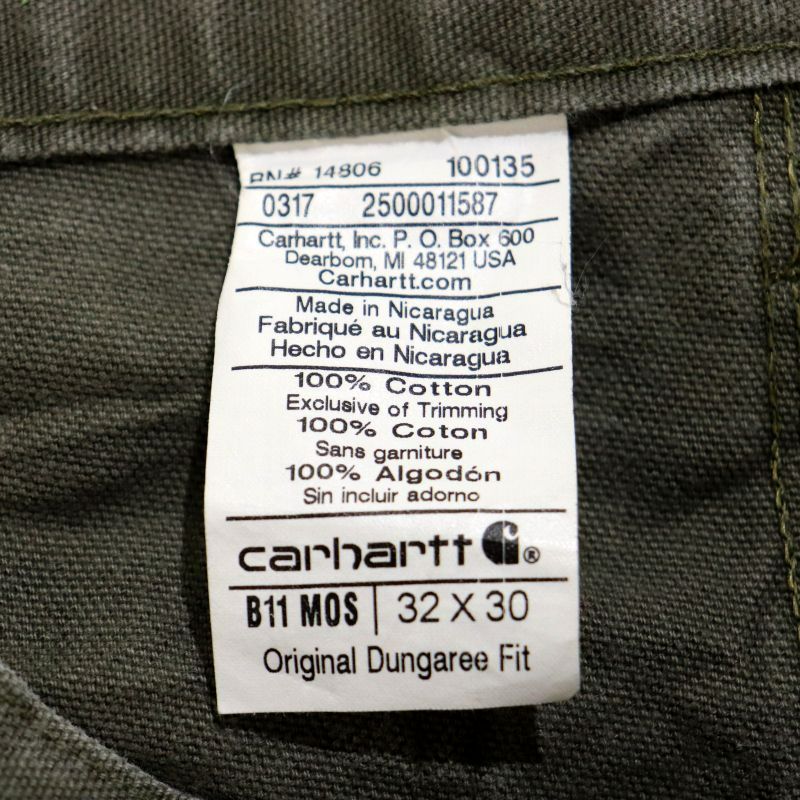 RN# 14806 100135
0317 2500011587
Carhartt, Inc. P. O. Box 600
Dearborn, MI 48121 USA
Carhartt.com
Made in Nicaragua
Fabriqué au Nicaragua
Hecho en Nicaragua
100% Cotton
Exclusive of Trimming
100% Coton
Sans garniture
100% Algodón
Sin incluir adorno
carhartt ®
B11 MOS 32 X 30
Original Dungaree Fit